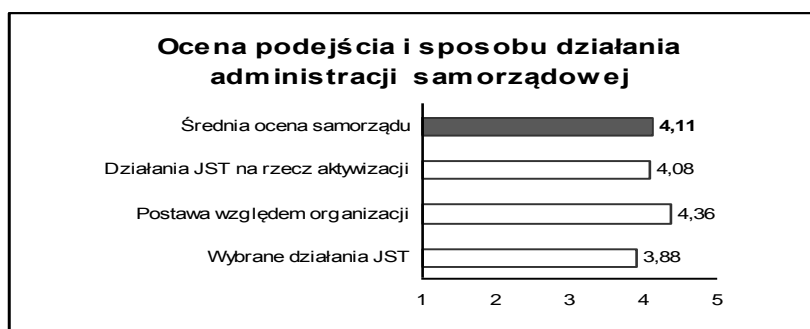 Ocena podejścia i sposobu działania
administracji samorządowej
Średnia ocena samorządu 4,11
Działania JST na rzecz aktywizacji 4,08
Postawa względem organizacji 4,36
Wybrane działania JST 3,88
1 2 3 4 5